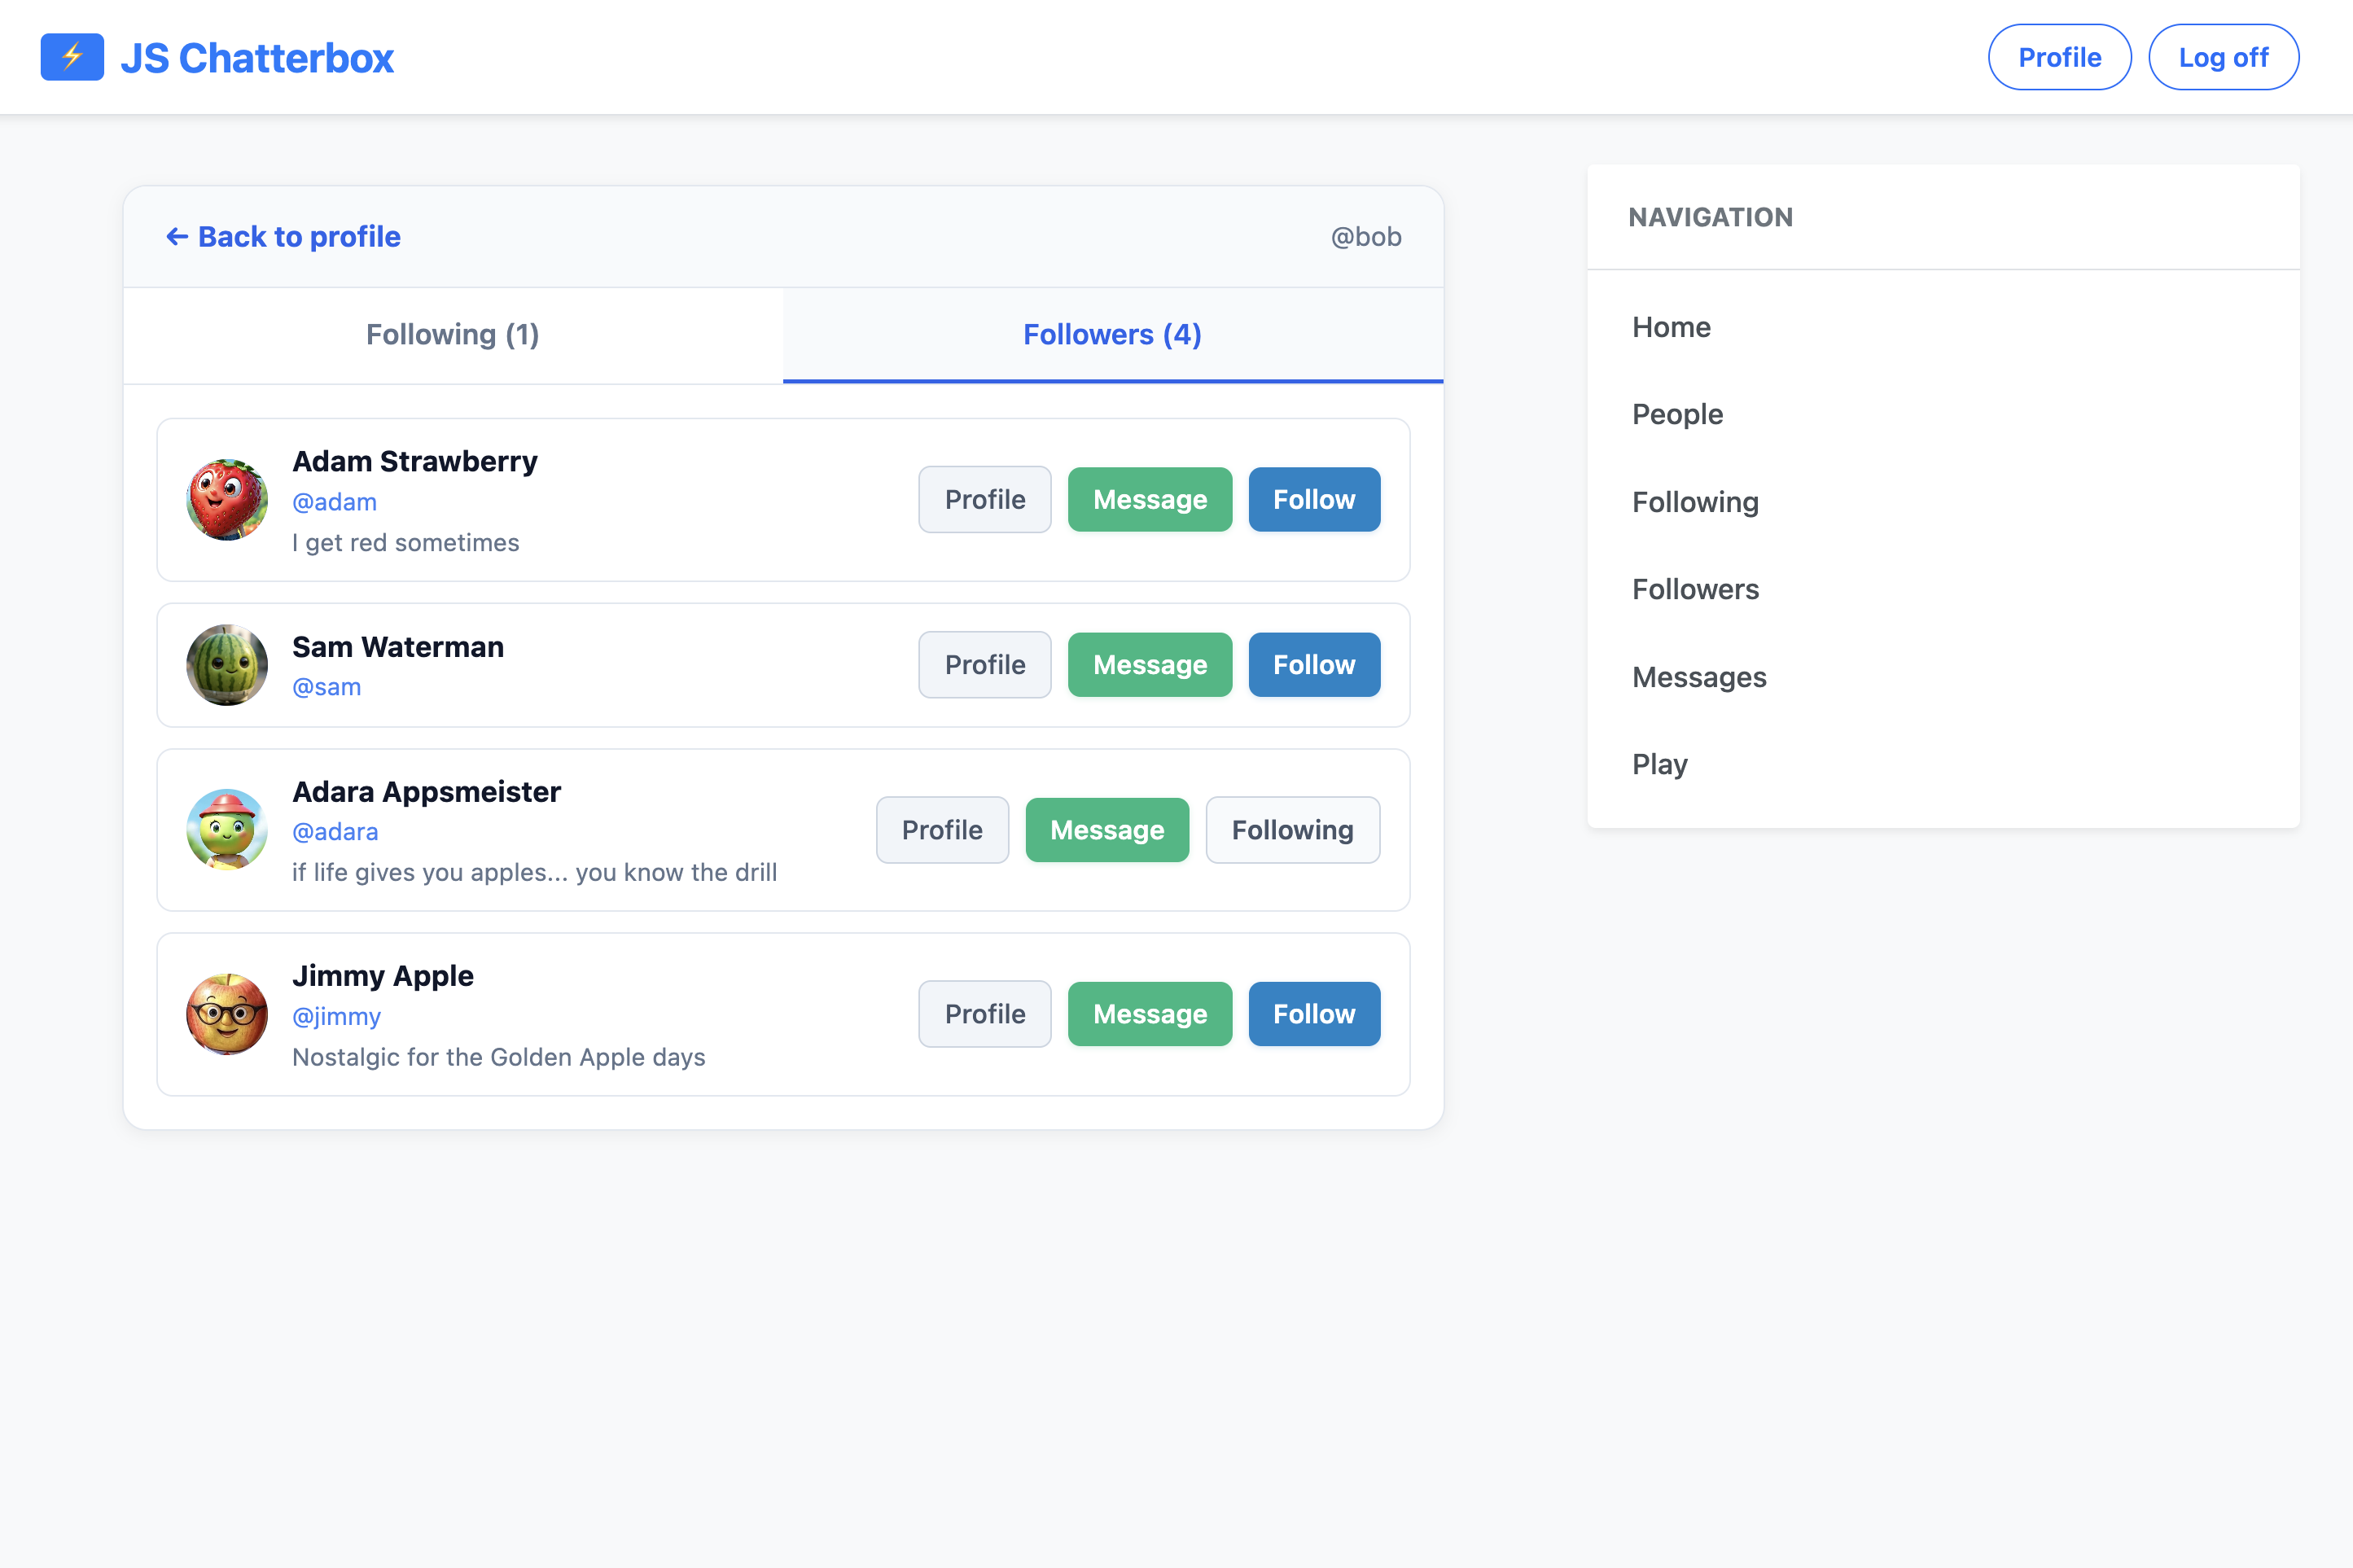 JS Chatterbox
Profile
Log off
← Back to profile
@bob
Following (1)
Followers (4)
Adam Strawberry
@adam
I get red sometimes
Profile
Message
Follow
Sam Waterman
@sam
Profile
Message
Follow
Adara Appsmeister
@adara
if life gives you apples... you know the drill
Profile
Message
Following
Jimmy Apple
@jimmy
Nostalgic for the Golden Apple days
Profile
Message
Follow
NAVIGATION
Home
People
Following
Followers
Messages
Play